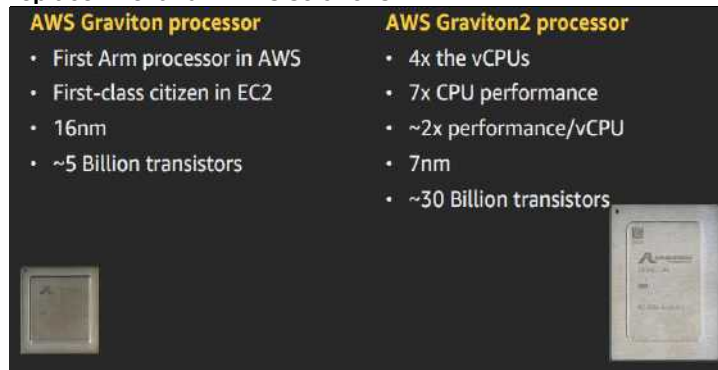 AWS Graviton processor
• First Arm processor in AWS
• First-class citizen in EC2
• 16nm
• ~5 Billion transistors
AWS Graviton2 processor
• 4x the vCPUs
• 7x CPU performance
• ~2x performance/vCPU
• 7nm
• ~30 Billion transistors